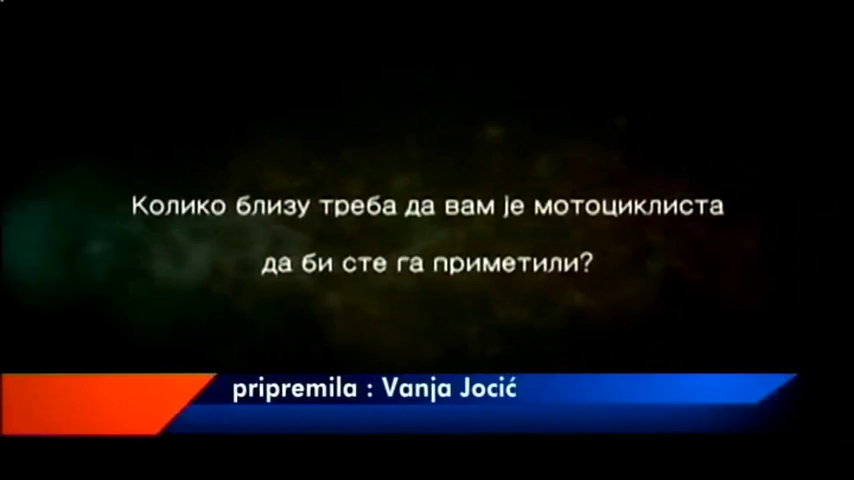 Колико близу треба да вам је мотоциклиста
да би сте га приметили?
pripremila : Vanja Jocić